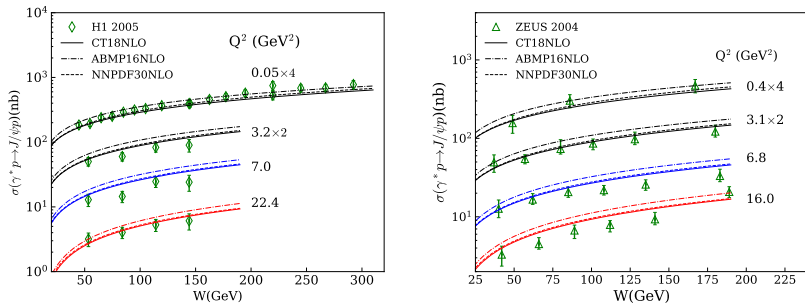 H1 2005
CT18NLO
ABMP16NLO
NNPDF30NLO
Q² (GeV²)
0.05×4
3.2×2
7.0
22.4
σ(γ* p→J/ψp)(nb)
10⁴
10³
10²
10¹
10⁰
50 100 150 200 250 300
W(GeV)
ZEUS 2004
CT18NLO
ABMP16NLO
NNPDF30NLO
Q² (GeV²)
0.4×4
3.1×2
6.8
16.0
σ(γ* p→J/ψp)(nb)
10³
10²
10¹
25 50 75 100 125 150 175 200 225
W(GeV)